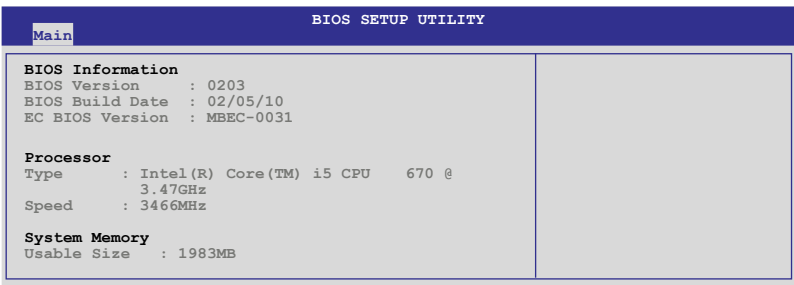 BIOS SETUP UTILITY
Main
BIOS Information
BIOS Version : 0203
BIOS Build Date : 02/05/10
EC BIOS Version : MBEC-0031
Processor
Type : Intel(R) Core(TM) i5 CPU 670 @
3.47GHz
Speed : 3466MHz
System Memory
Usable Size : 1983MB